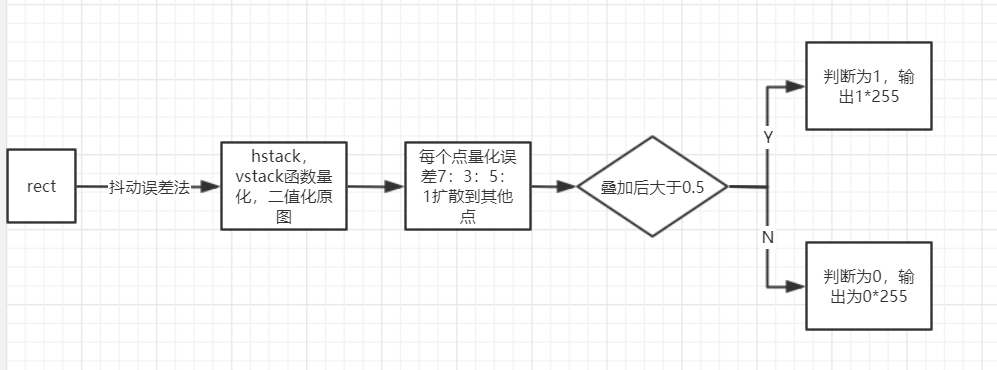 rect
抖动误差法
hstack,
vstack函数量
化，二值化原
图
每个点量化误
差7：3：5：
1扩散到其他
点
叠加后大于0.5
Y
判断为1，输
出1*255
N
判断为0，输
出为0*255